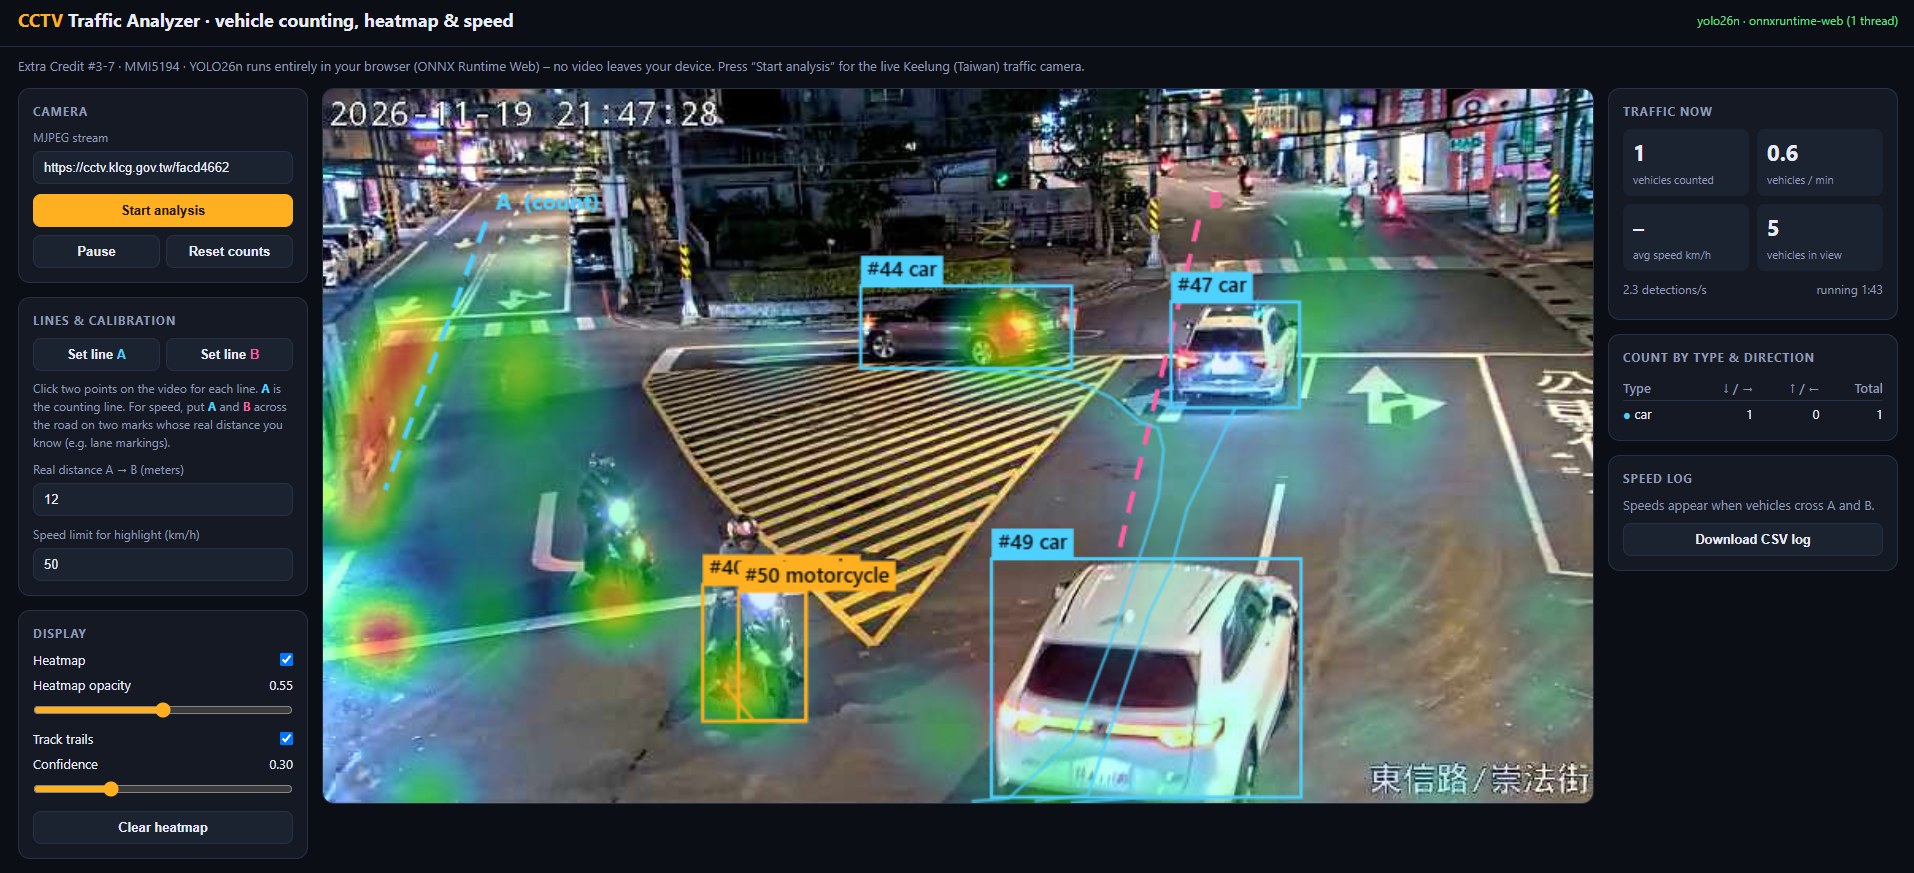 CCTV Traffic Analyzer · vehicle counting, heatmap & speed
yolo26n · onnxruntime-web (1 thread)
Extra Credit #3-7 · MMI5194 · YOLO26n runs entirely in your browser (ONNX Runtime Web) – no video leaves your device. Press “Start analysis” for the live Keelung (Taiwan) traffic camera.
CAMERA
MJPEG stream
https://cctv.klcg.gov.tw/facd4662
Start analysis
Pause
Reset counts
LINES & CALIBRATION
Set line A
Set line B
Click two points on the video for each line. A is
the counting line. For speed, put A and B across
the road on two marks whose real distance you
know (e.g. lane markings).
Real distance A → B (meters)
12
Speed limit for highlight (km/h)
50
DISPLAY
Heatmap
Heatmap opacity 0.55
Track trails
Confidence 0.30
Clear heatmap
2026-11-19 21:47:28
A (count)
B
#44 car
#47 car
#49 car
#50 motorcycle
東信路/崇法街
TRAFFIC NOW
1
vehicles counted
0.6
vehicles / min
–
avg speed km/h
5
vehicles in view
2.3 detections/s
running 1:43
COUNT BY TYPE & DIRECTION
Type ↓ / → ↑ / ← Total
car 1 0 1
SPEED LOG
Speeds appear when vehicles cross A and B.
Download CSV log